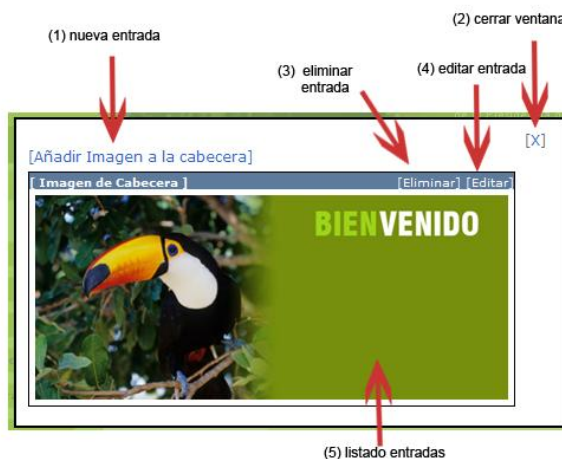 (2) cerrar ventana
(1) nueva entrada
(3) eliminar
entrada
(4) editar entrada
[X]
[Añadir Imagen a la cabecera]
[ Imagen de Cabecera ] [Eliminar] [Editar]
BIENVENIDO
(5) listado entradas